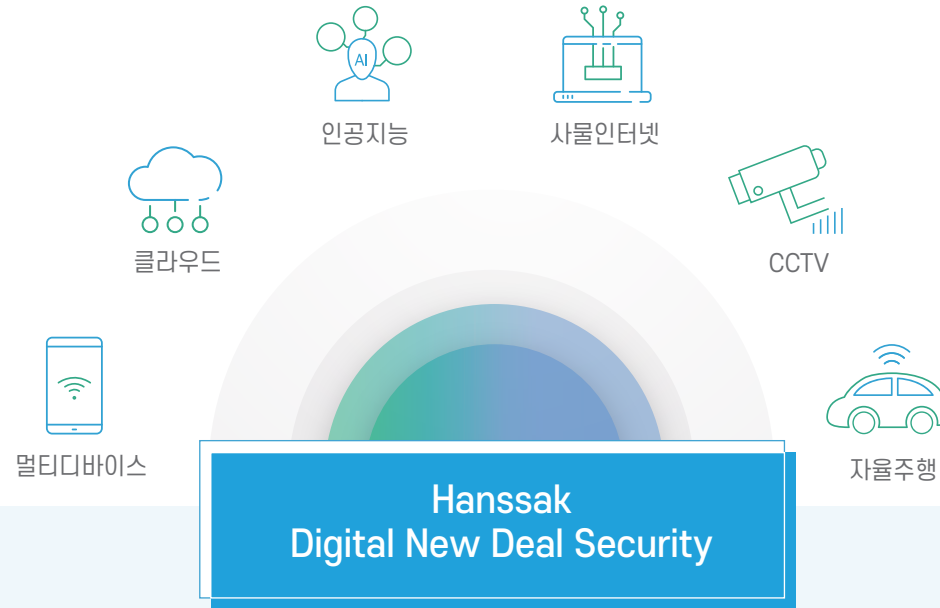 AI
인공지능
사물인터넷
클라우드
CCTV
멀티디바이스
자율주행
Hanssak
Digital New Deal Security